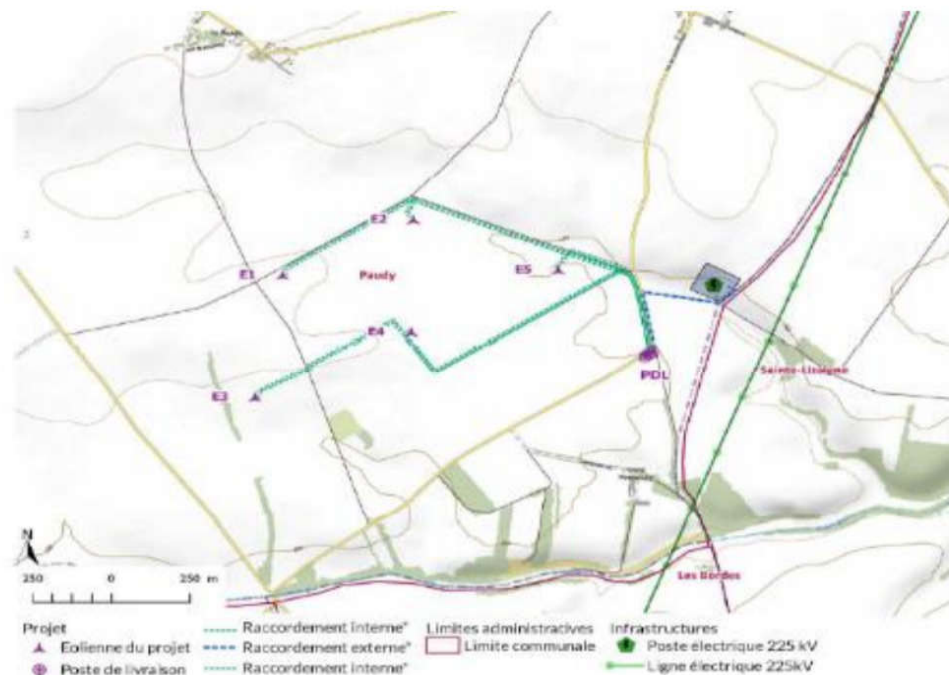 E2
E1
Paudy
E5
E4
PDL
Sainte-Lizaigne
E3
Les Bordes
N
250 0 250 m
Projet
Eolienne du projet
Poste de livraison
Raccordement interne*
Raccordement externe*
Raccordement interne*
Limites administratives
Limite communale
Infrastructures
Poste électrique 225 kV
Ligne électrique 225kV